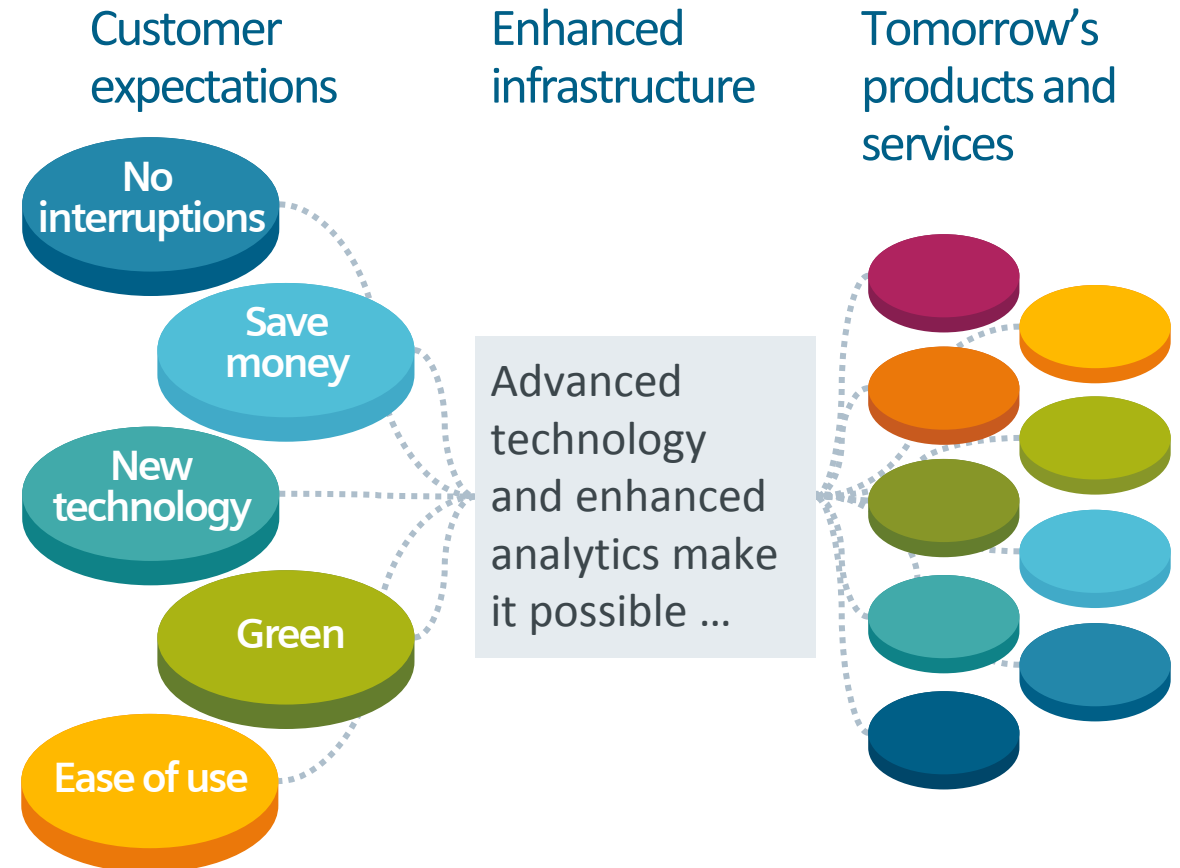 Customer
expectations
Enhanced
infrastructure
Tomorrow's
products and
services
No
interruptions
Save
money
New
technology
Green
Ease of use
Advanced
technology
and enhanced
analytics make
it possible ...